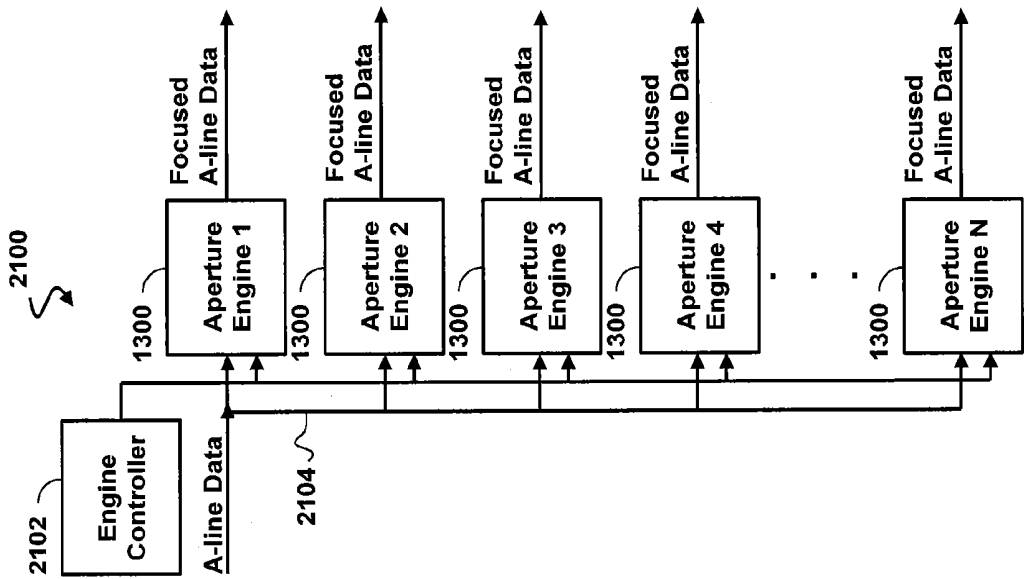 2100
2102
Engine
Controller
A-line Data
2104
1300
Aperture
Engine 1
Focused
A-line Data
1300
Aperture
Engine 2
Focused
A-line Data
1300
Aperture
Engine 3
Focused
A-line Data
1300
Aperture
Engine 4
Focused
A-line Data
. . . .
1300
Aperture
Engine N
Focused
A-line Data